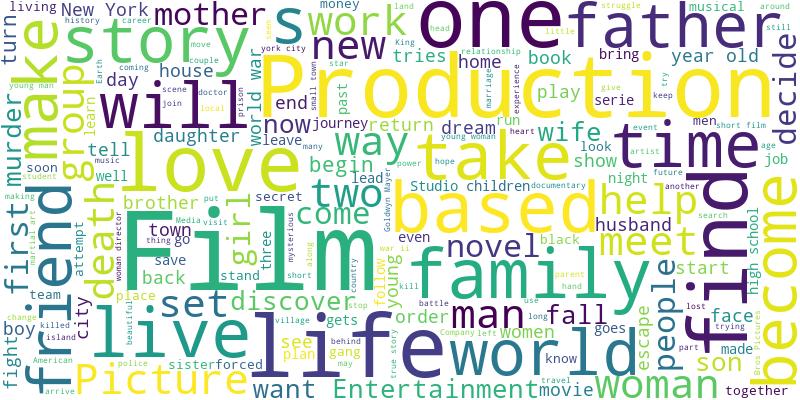 living
New York
mother
s
work
money
one
father
land
musical
around
history
career
story
new
tries
home
book
year old
still
turn
make
move
couple
york city
King
relationship
little
head
star
bring
decide
young man
group
Earth
coming
day
house
world war
Production
small town
past
end
play
serie
marriage
experience
try
keep
give
struggle
will
scene
doctor
join
local
prison
murder
learn
now
journey
return
dream
run
men
short film
tell
daughter
leave
many
way
young woman
heart
wife
look
event
time
age
job
soon
music
love
begin
power
hope
take
show
artist
student
well
lead
night
future
another
first
friend
death
brother
put
secret
two
Studio children
documentary
help
search
making
martial art
Media
visit
girl
three
mysterious
come
Goldwyn Mayer
based
husband
meet
find
become
high school
attempt
woman director
town
go
thing
save
Film
along
even
novel
black
back
stand
short
country
war ii
follow
young
family
parent
hand
people
start
team
city
place
set
discover
stop
kill
order
battle
man
use
long
fall
escape
lost
face
trying
change
boy
killed
island
beautiful
live
village
gets
life
behind
may
true story
Company
left
women
goes
world
know
part
made
fight
American
police
sister
forced
see
plan
gang
son
Bros Pictures
arrive
Picture
want
Entertainment
movie
travel
woman
together